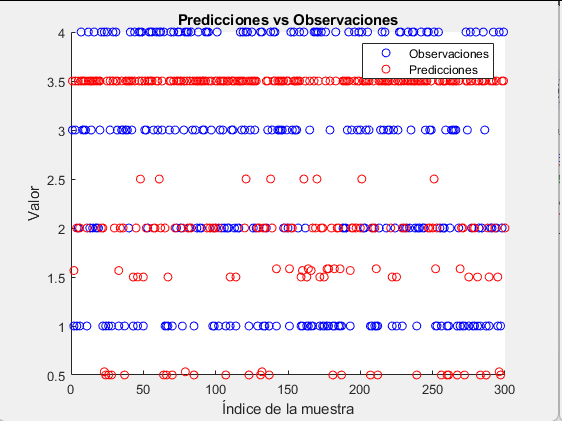 Predicciones vs Observaciones
Observaciones
Predicciones
4
3.5
3
2.5
2
1.5
1
0.5
Valor
0 50 100 150 200 250 300
Índice de la muestra